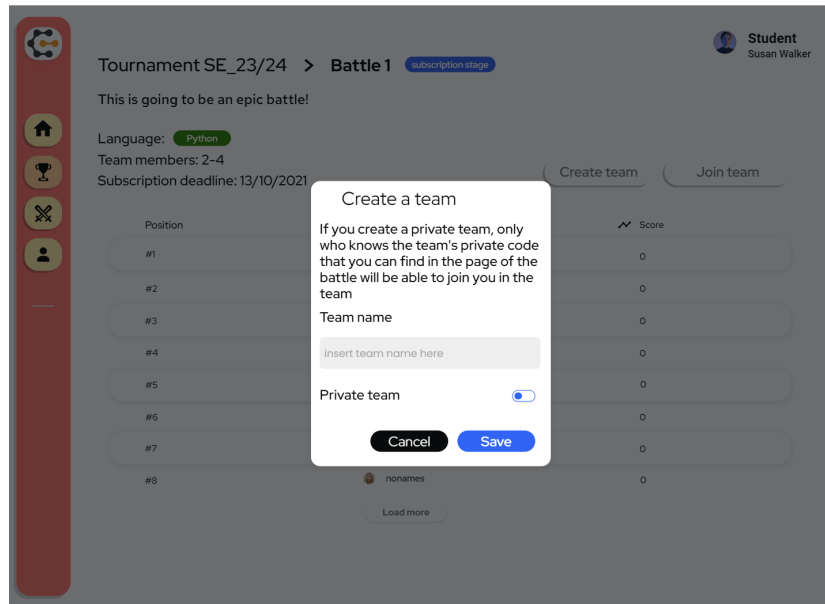 Student
Susan Walker
Tournament SE_23/24 > Battle 1 subscription stage
This is going to be an epic battle!
Language: Python
Team members: 2-4
Subscription deadline: 13/10/2021
Create team Join team
Position Score
#1 0
#2 0
#3 0
#4 0
#5 0
#6 0
#7 0
#8 nonames 0
Load more
Create a team
If you create a private team, only
who knows the team's private code
that you can find in the page of the
battle will be able to join you in the
team
Team name
insert team name here
Private team
Cancel Save